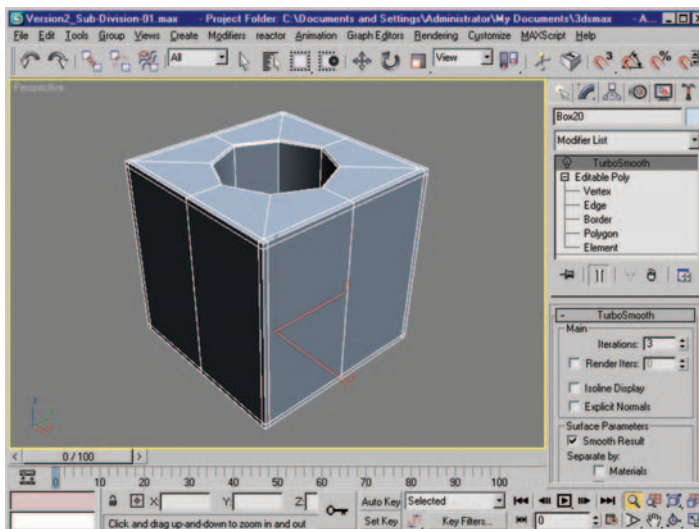 Version2_Sub-Division-01.max - Project Folder: C:\Documents and Settings\Administrator\My Documents\3dsmax - A...
File Edit Tools Group Views Create Modifiers reactor Animation Graph Editors Rendering Customize MAXScript Help
All
View
Perspective
Box20
Modifier List
TurboSmooth
Editable Poly
Vertex
Edge
Border
Polygon
Element
- TurboSmooth
Main
Iterations: 3
Render Iters: 0
Isoline Display
Explicit Normals
Surface Parameters
Smooth Result
Separate by:
Materials
z
< 0 / 100 >
0 10 20 30 40 50 60 70 80 90 100
X: Y: Z:
Auto Key Selected
Click and drag up-and-down to zoom in and out
Set Key Key Filters...
0